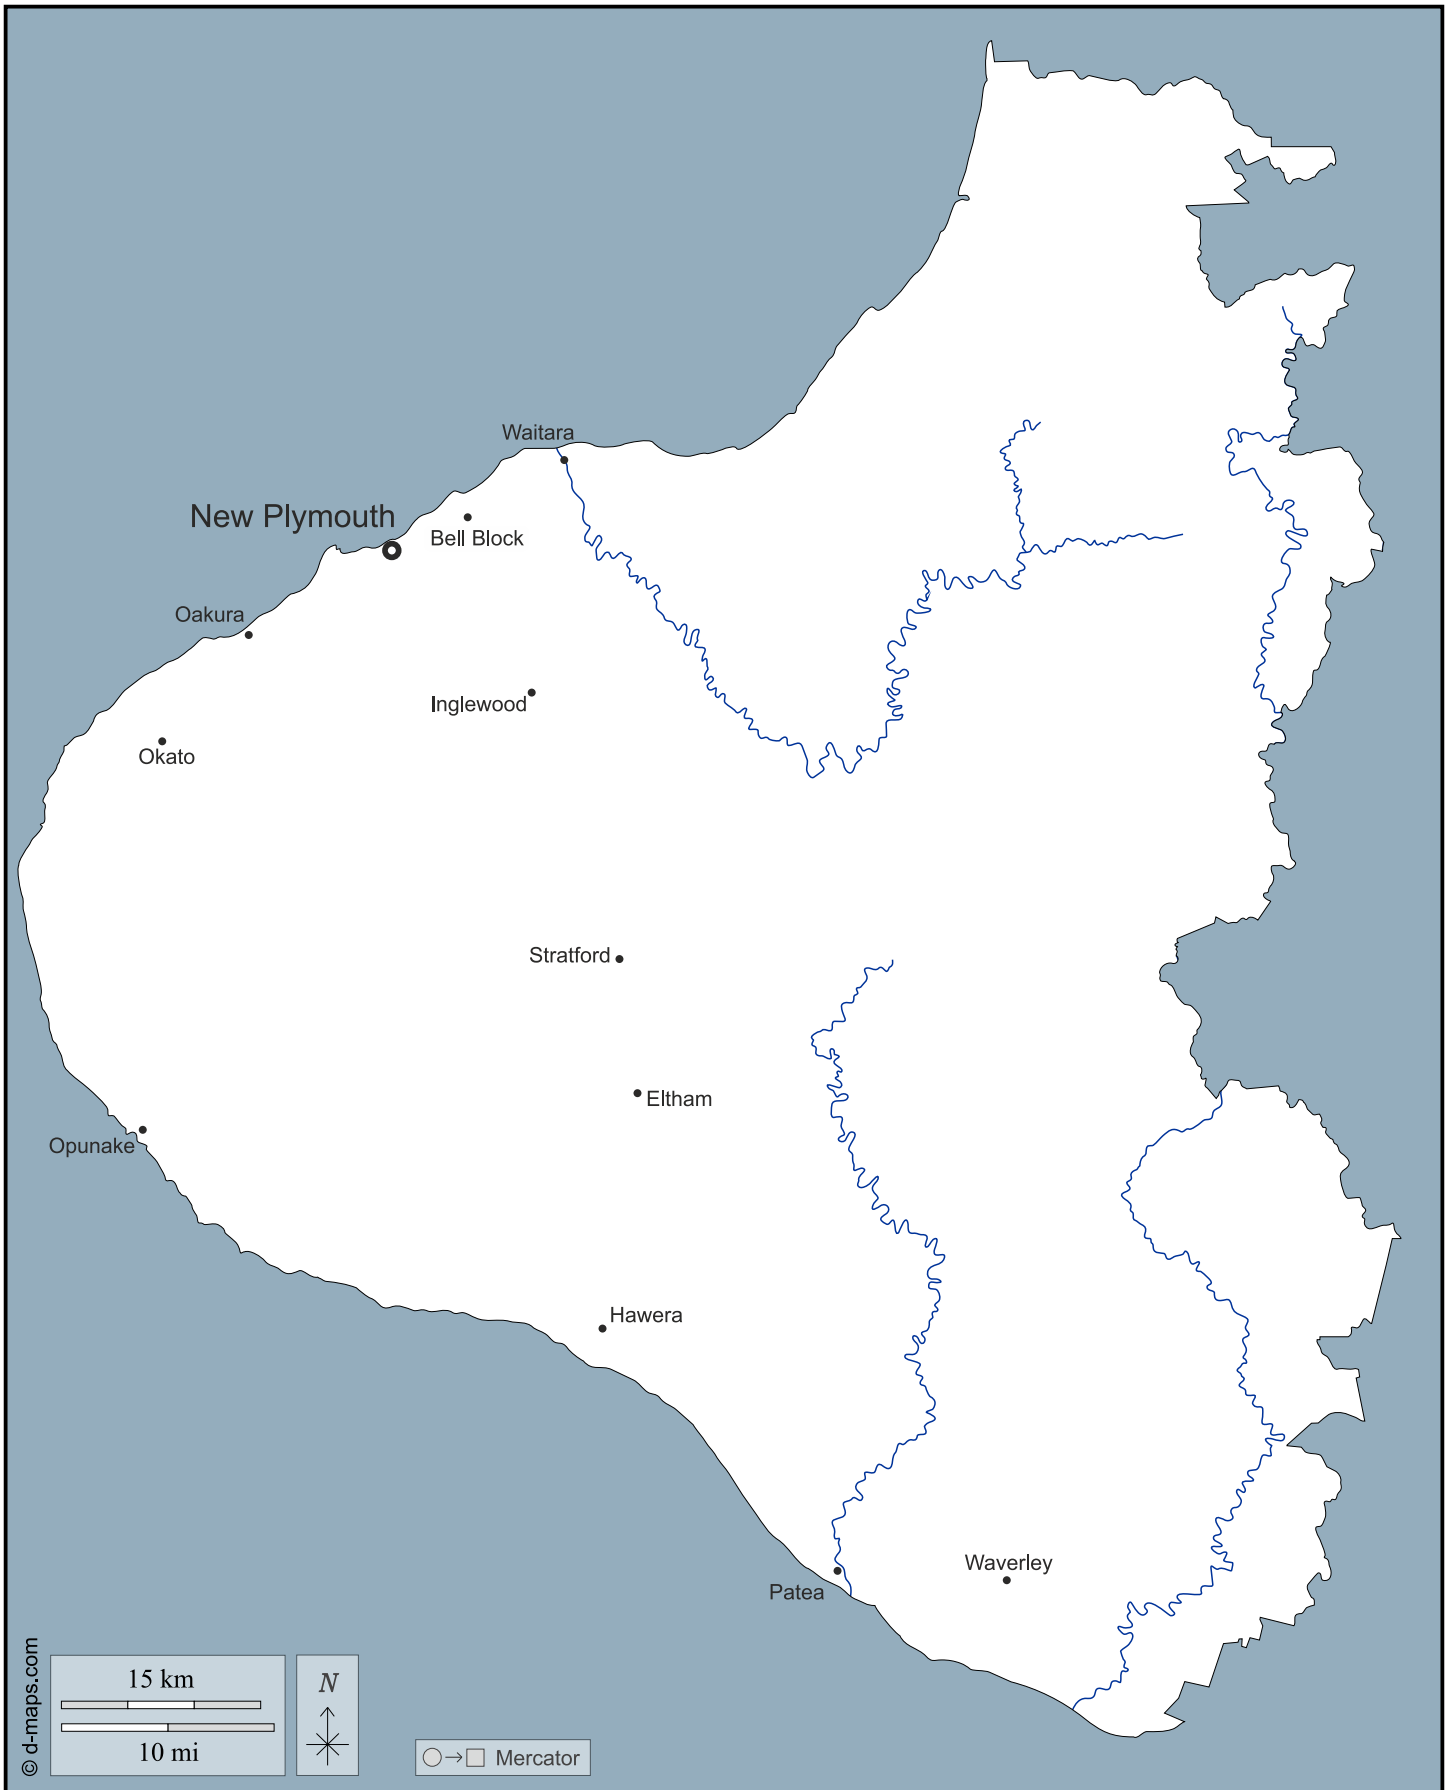 Waitara
New Plymouth
Bell Block
Oakura
Inglewood
Okato
Stratford
Eltham
Opunake
Hawera
Waverley
Patea
© d-maps.com
15 km
10 mi
N
Mercator